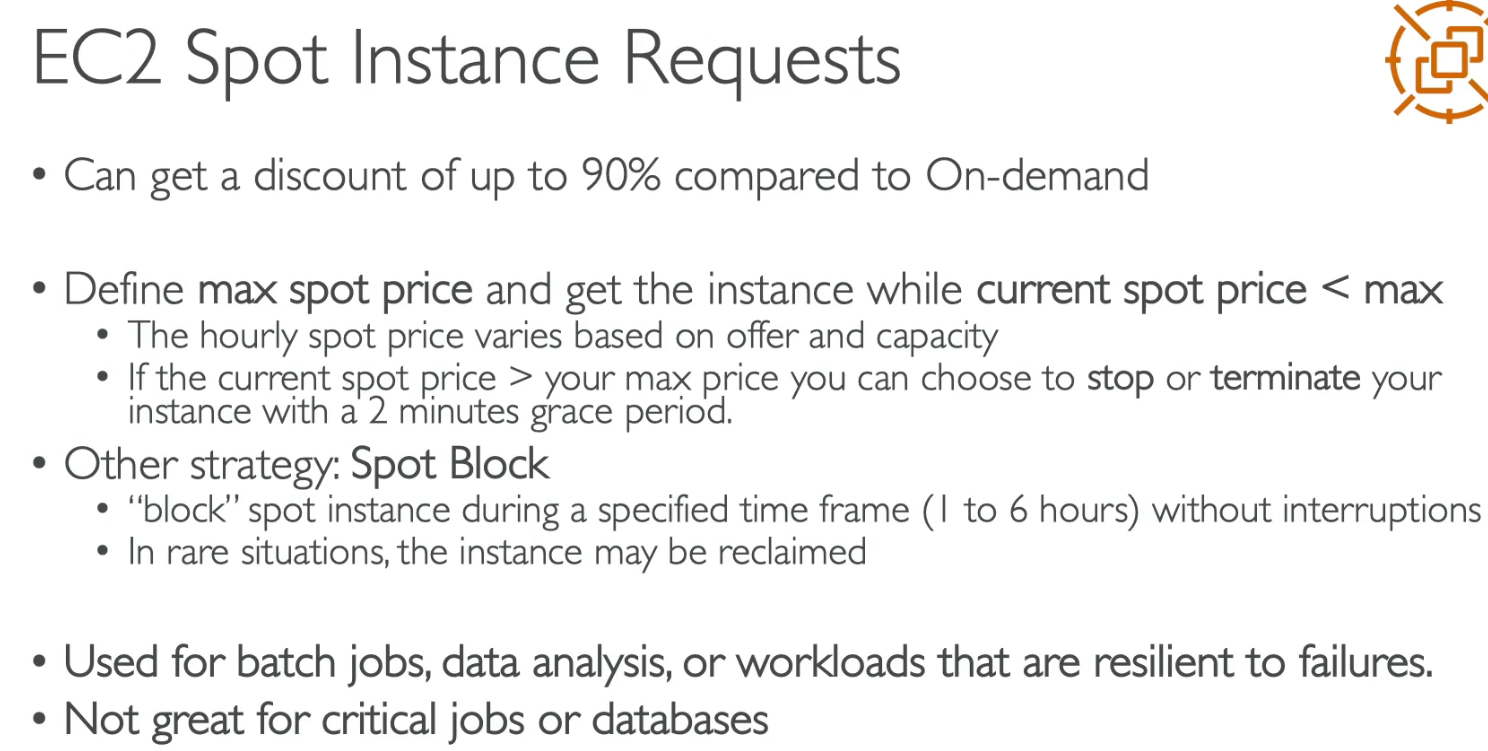 EC2 Spot Instance Requests
• Can get a discount of up to 90% compared to On-demand
• Define max spot price and get the instance while current spot price < max
• The hourly spot price varies based on offer and capacity
• If the current spot price > your max price you can choose to stop or terminate your
instance with a 2 minutes grace period.
• Other strategy: Spot Block
• “block” spot instance during a specified time frame (1 to 6 hours) without interruptions
• In rare situations, the instance may be reclaimed
• Used for batch jobs, data analysis, or workloads that are resilient to failures.
• Not great for critical jobs or databases